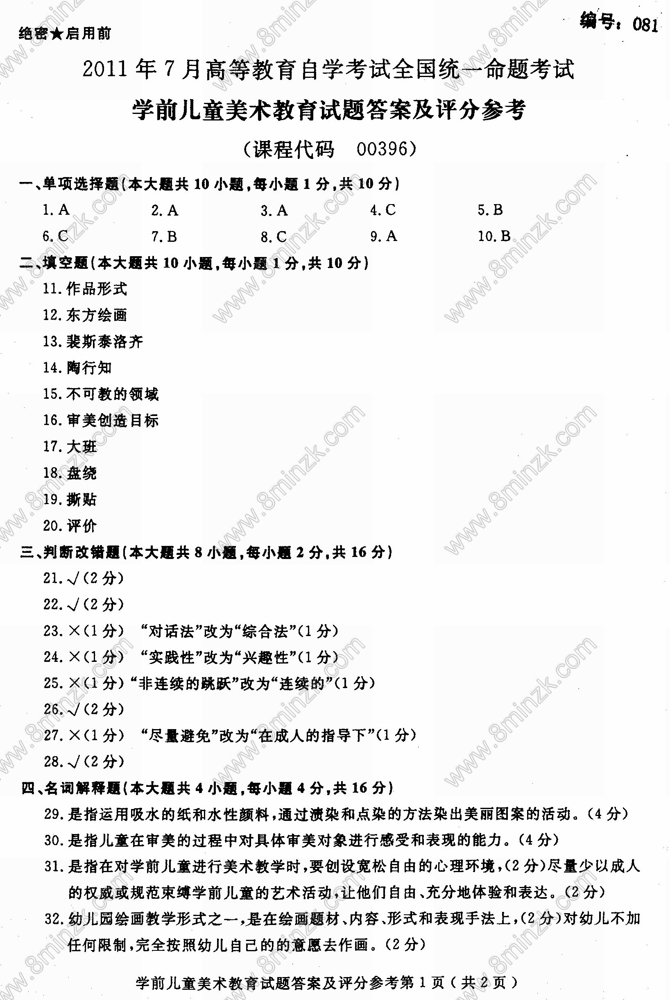 编号：081
绝密★启用前
2011年7月高等教育自学考试全国统一命题考试
学前儿童美术教育试题答案及评分参考
（课程代码　00396）
一、单项选择题(本大题共10小题,每小题1分,共10分)
1. A 2. A 3. A 4. C 5. B
6. C 7. B 8. C 9. A 10. B
二、填空题(本大题共10小题,每小题1分,共10分)
11. 作品形式
12. 东方绘画
13. 裴斯泰洛齐
14. 陶行知
15. 不可教的领域
16. 审美创造目标
17. 大班
18. 盘绕
19. 撕贴
20. 评价
三、判断改错题(本大题共8小题,每小题2分,共16分)
21. √(2分)
22. √(2分)
23. ×(1分) “对话法”改为“综合法”(1分)
24. ×(1分) “实践性”改为“兴趣性”(1分)
25. ×(1分)“非连续的跳跃”改为“连续的”(1分)
26. √(2分)
27. ×(1分) “尽量避免”改为“在成人的指导下”(1分)
28. √(2分)
四、名词解释题(本大题共4小题,每小题4分,共16分)
29. 是指运用吸水的纸和水性颜料,通过渍染和点染的方法染出美丽图案的活动。(4分)
30. 是指儿童在审美的过程中对具体审美对象进行感受和表现的能力。(4分)
31. 是指在对学前儿童进行美术教学时,要创设宽松自由的心理环境,(2分)尽量少以成人
的权威或规范束缚学前儿童的艺术活动,让他们自由、充分地体验和表达。(2分)
32. 幼儿园绘画教学形式之一,是在绘画题材、内容、形式和表现手法上,(2分)对幼儿不加
任何限制,完全按照幼儿自己的的意愿去作画。(2分)
学前儿童美术教育试题答案及评分参考第1页(共2页)
www.8minzk.com